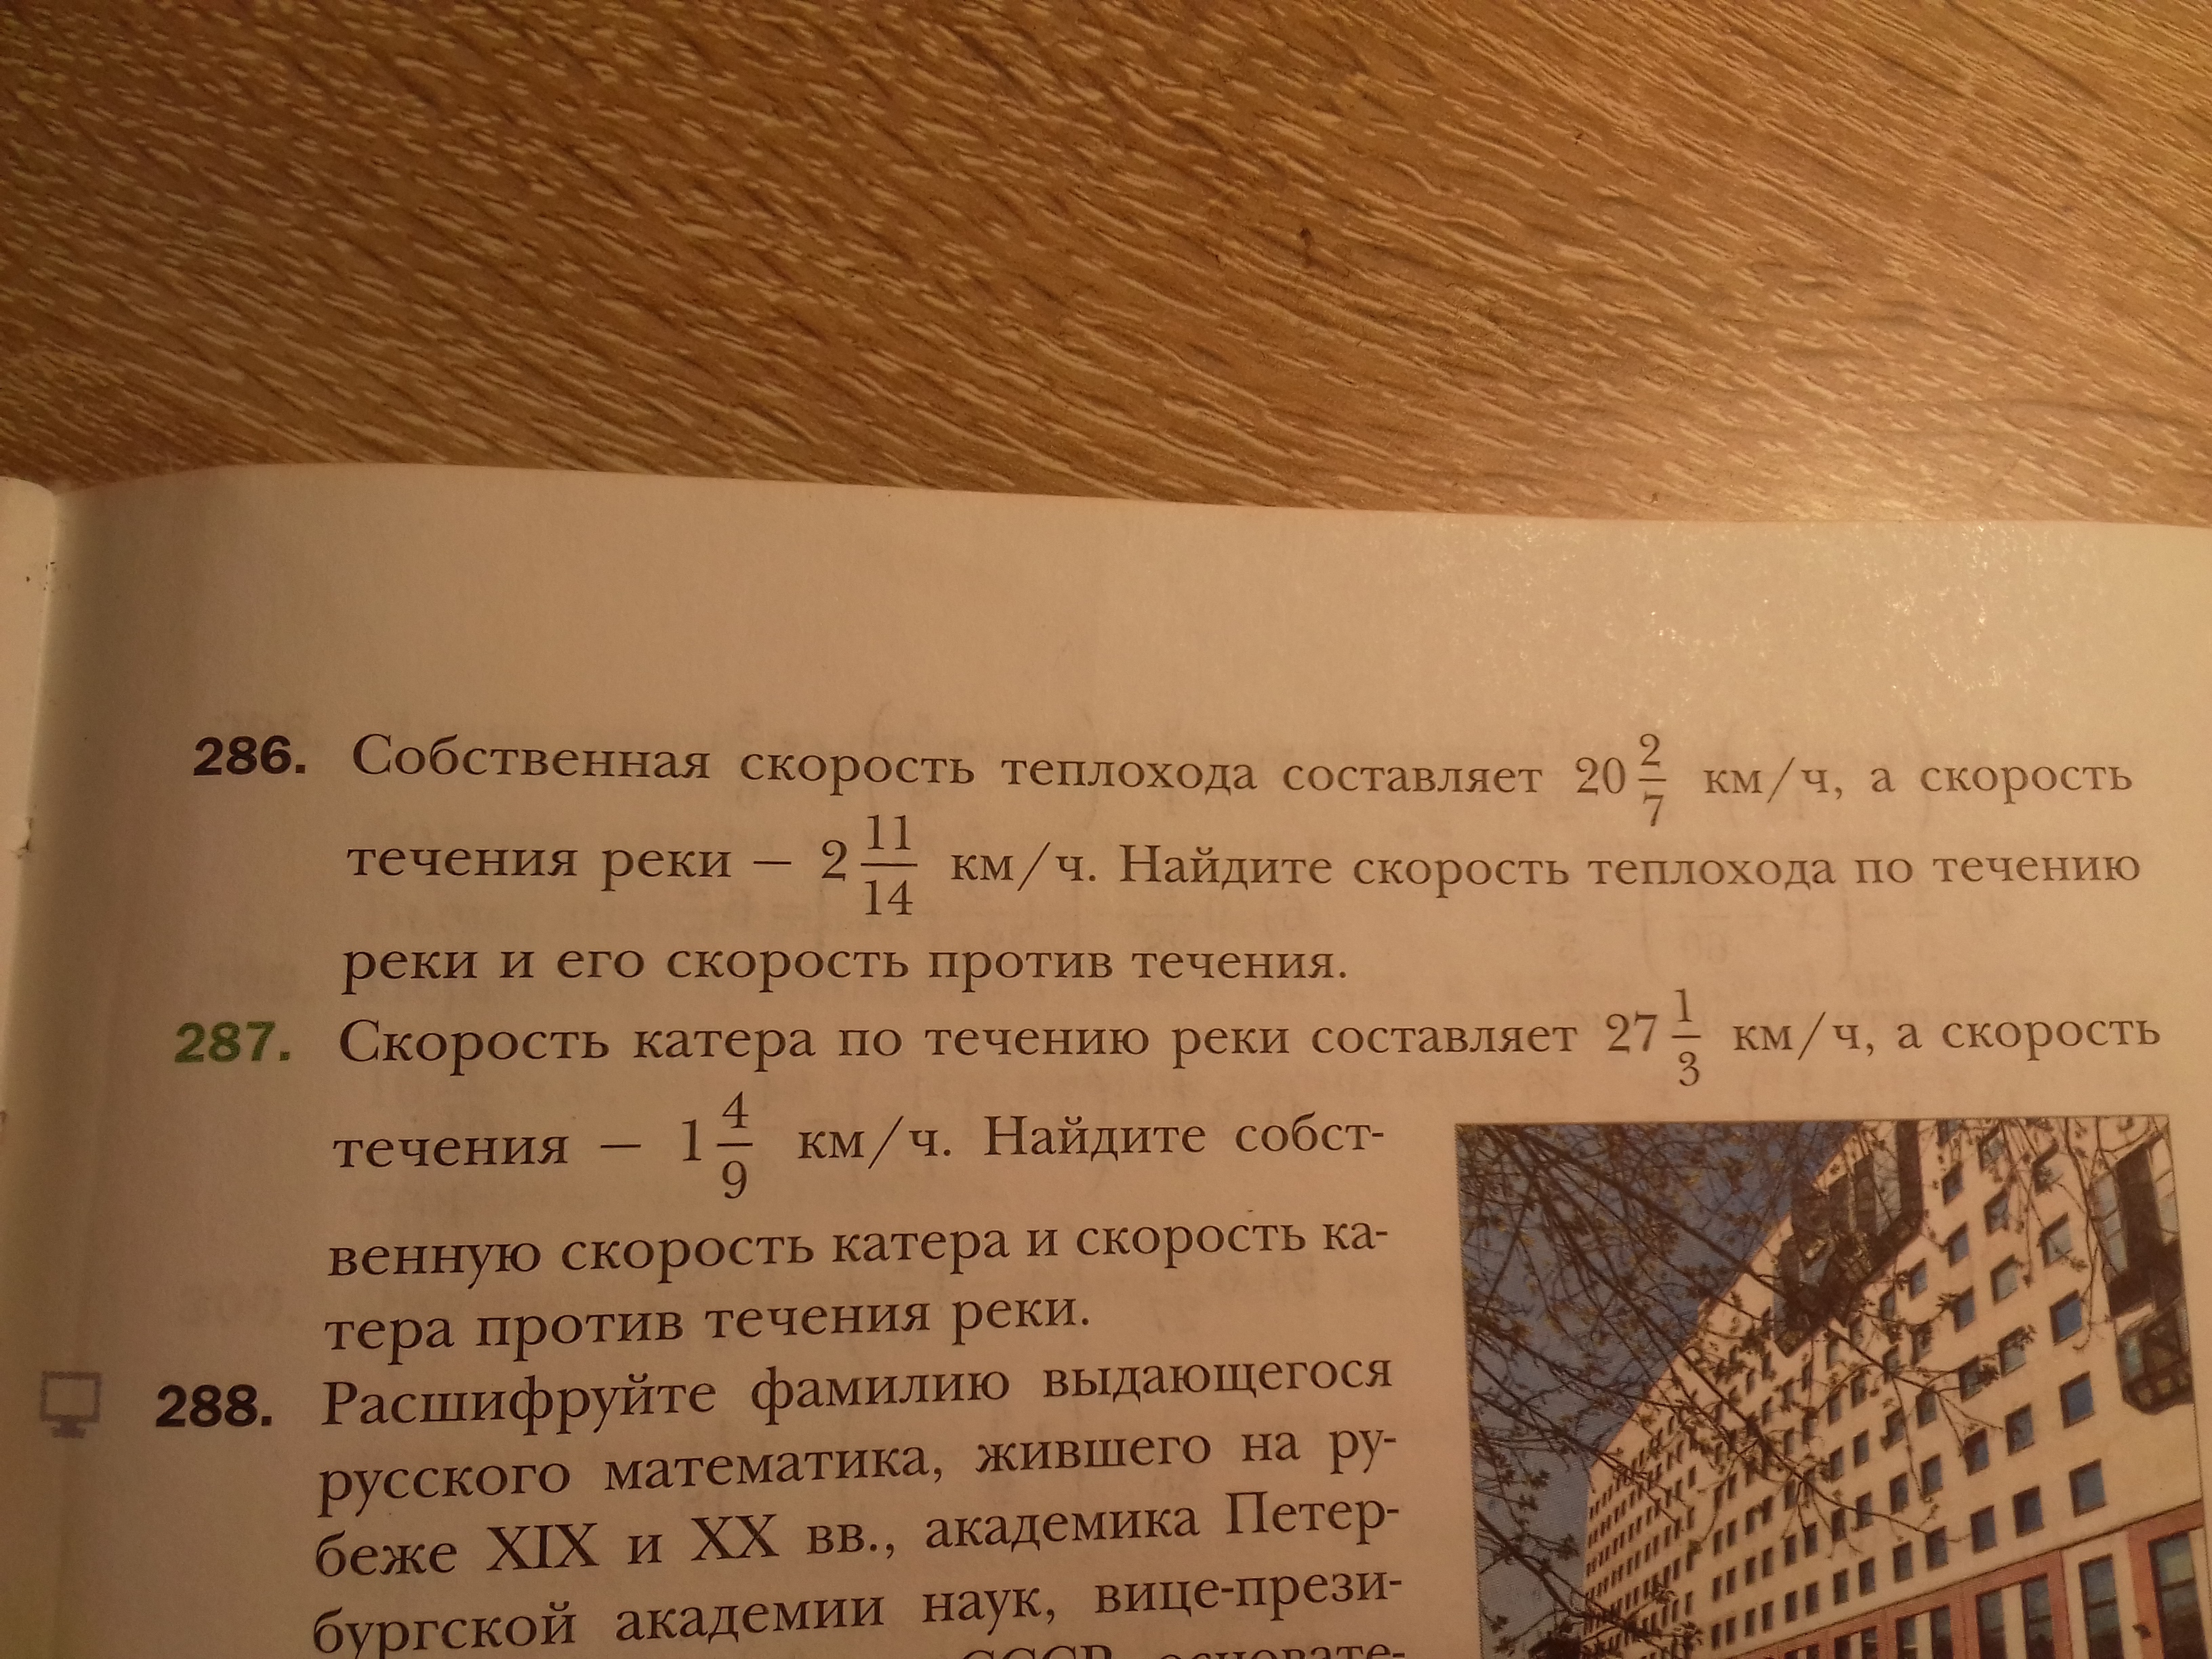 286. Собственная скорость теплохода составляет 20 2/7 км/ч, а скорость
течения реки – 2 11/14 км/ч. Найдите скорость теплохода по течению
реки и его скорость против течения.
287. Скорость катера по течению реки составляет 27 1/3 км/ч, а скорость
течения – 1 4/9 км/ч. Найдите собст-
венную скорость катера и скорость ка-
тера против течения реки.
288. Расшифруйте фамилию выдающегося
русского математика, жившего на ру-
беже XIX и XX вв., академика Петер-
бургской академии наук, вице-прези-
СССР, основате-